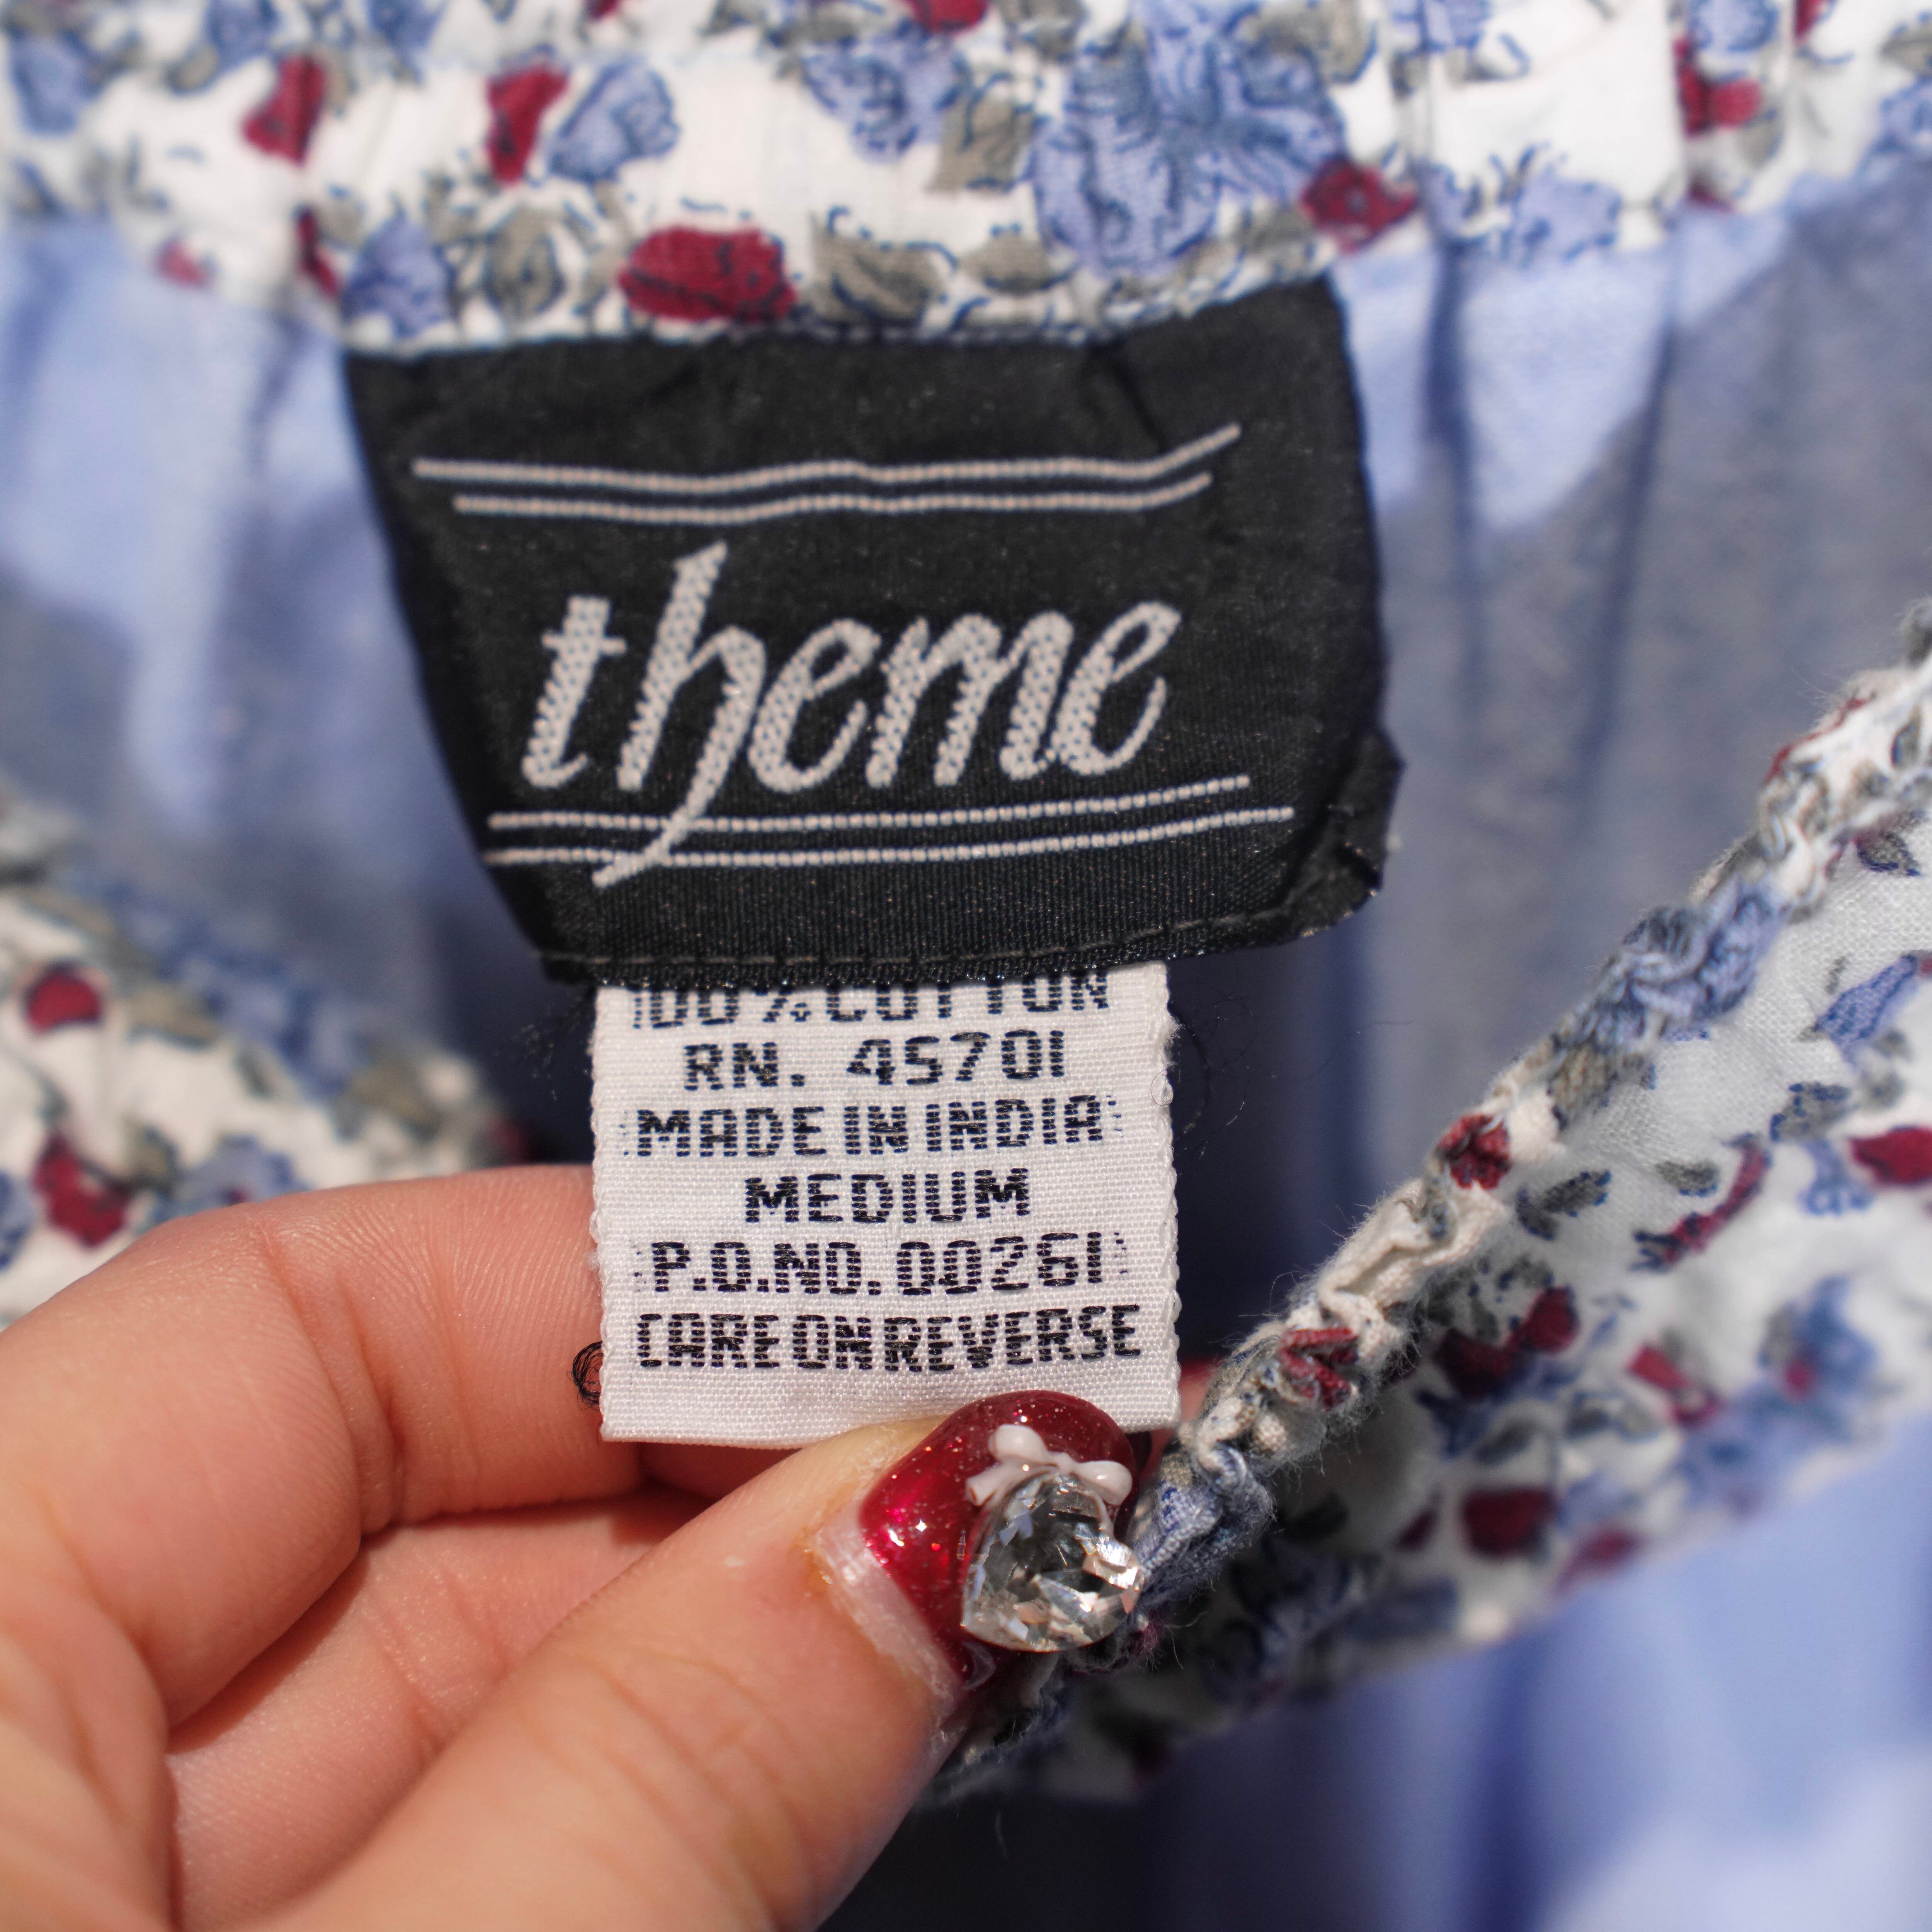 theme
100% COTTON
RN. 45701
MADE IN INDIA
MEDIUM
P.O.NO. 00261
CARE ON REVERSE